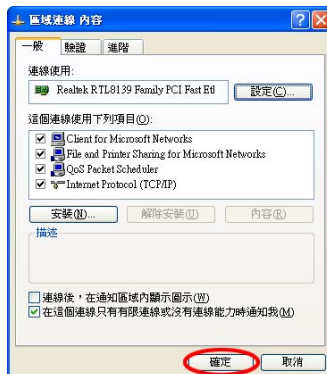 區域連線 內容
一般 驗證 進階
連線使用:
Realtek RTL8139 Family PCI Fast Etl 設定(C)...
這個連線使用下列項目(O):
Client for Microsoft Networks
File and Printer Sharing for Microsoft Networks
QoS Packet Scheduler
Internet Protocol (TCP/IP)
安裝(N)... 解除安裝(U) 內容(R)
描述
連線後，在通知區域內顯示圖示(W)
在這個連線只有有限連線或沒有連線能力時通知我(M)
確定 取消